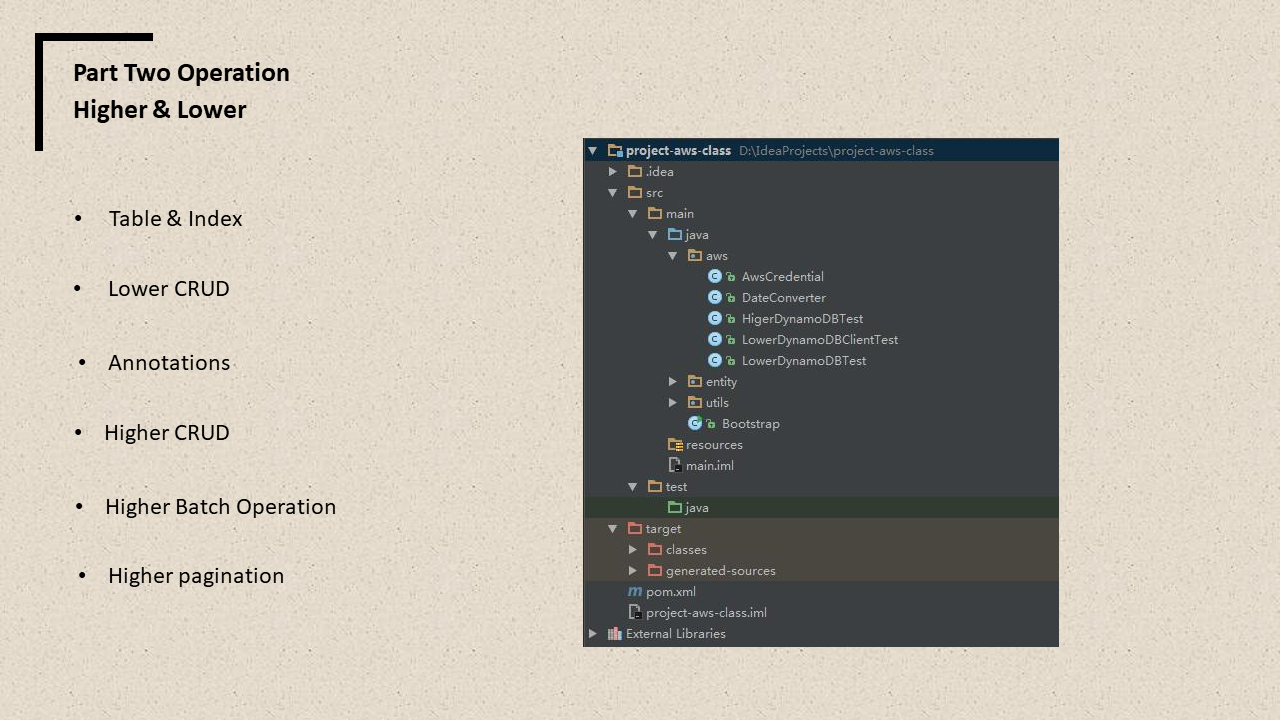 Part Two Operation
Higher & Lower
• Table & Index
• Lower CRUD
• Annotations
• Higher CRUD
• Higher Batch Operation
• Higher pagination
project-aws-class D:\IdeaProjects\project-aws-class
.idea
src
main
java
aws
AwsCredential
DateConverter
HigerDynamoDBTest
LowerDynamoDBClientTest
LowerDynamoDBTest
entity
utils
Bootstrap
resources
main.iml
test
java
target
classes
generated-sources
pom.xml
project-aws-class.iml
External Libraries